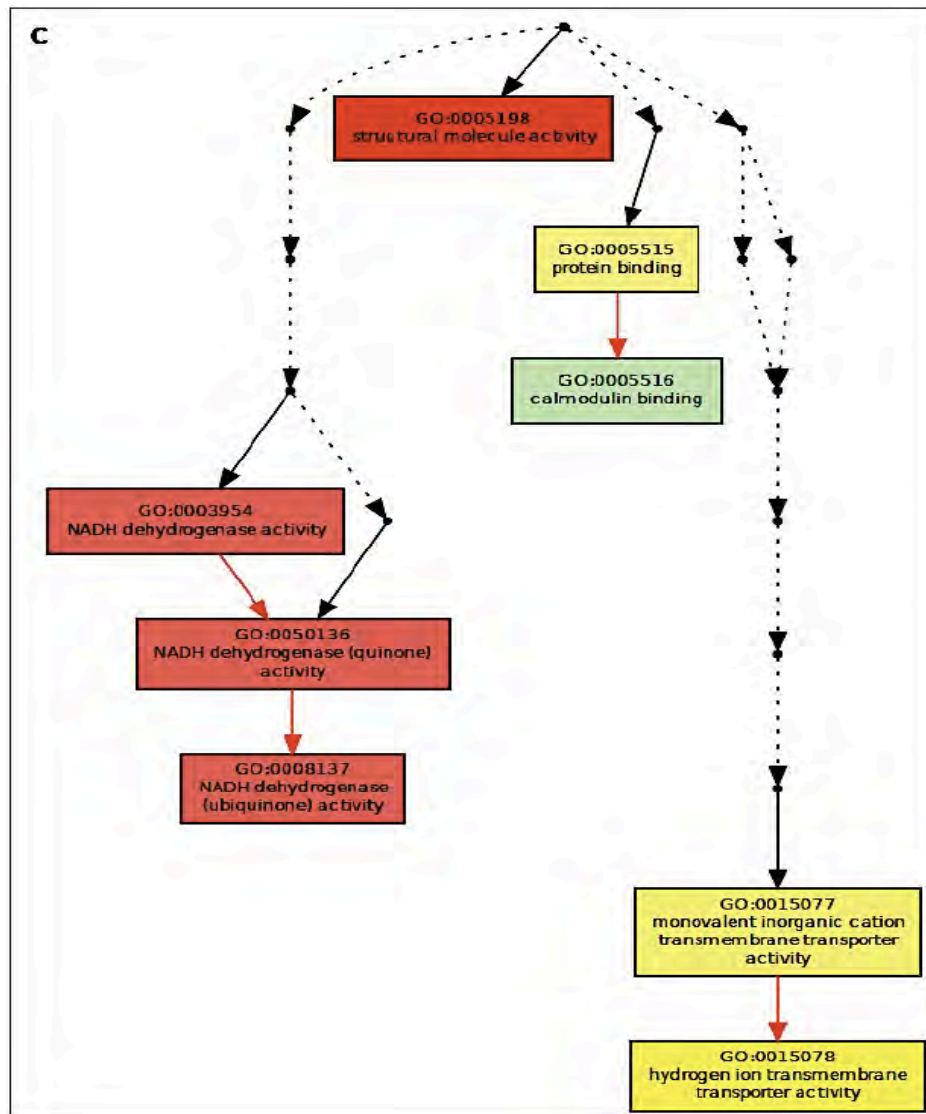 C
GO:0005198
structural molecule activity
GO:0005515
protein binding
GO:0005516
calmodulin binding
GO:0003954
NADH dehydrogenase activity
GO:0050136
NADH dehydrogenase (quinone)
activity
GO:0008137
NADH dehydrogenase
(ubiquinone) activity
GO:0015077
monovalent inorganic cation
transmembrane transporter
activity
GO:0015078
hydrogen ion transmembrane
transporter activity